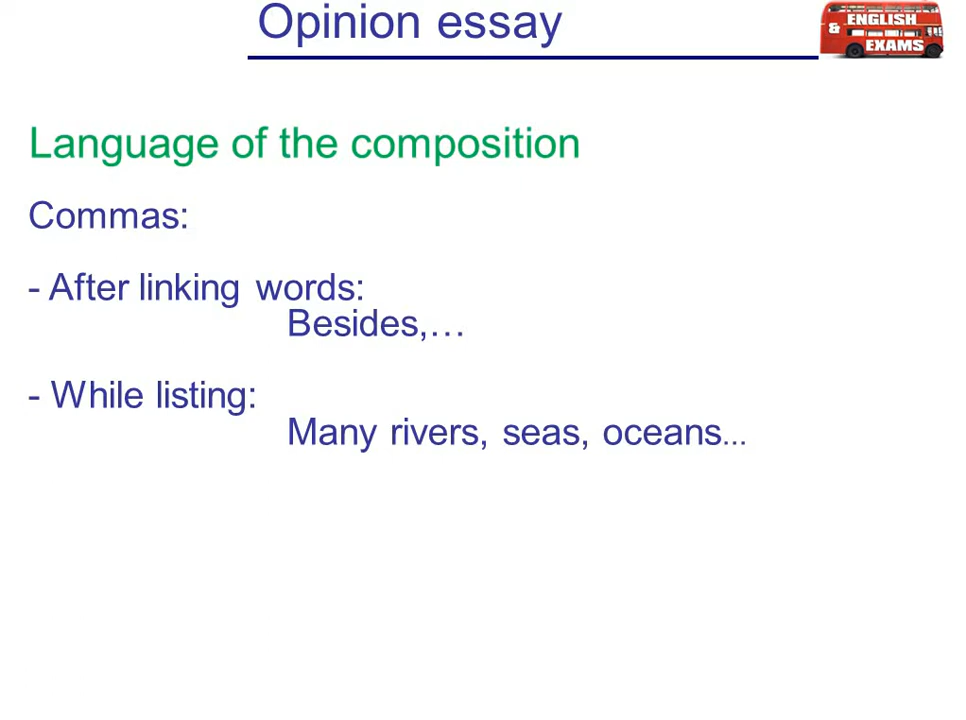 Opinion essay
ENGLISH
& EXAMS
Language of the composition
Commas:
- After linking words:
Besides,…
- While listing:
Many rivers, seas, oceans...